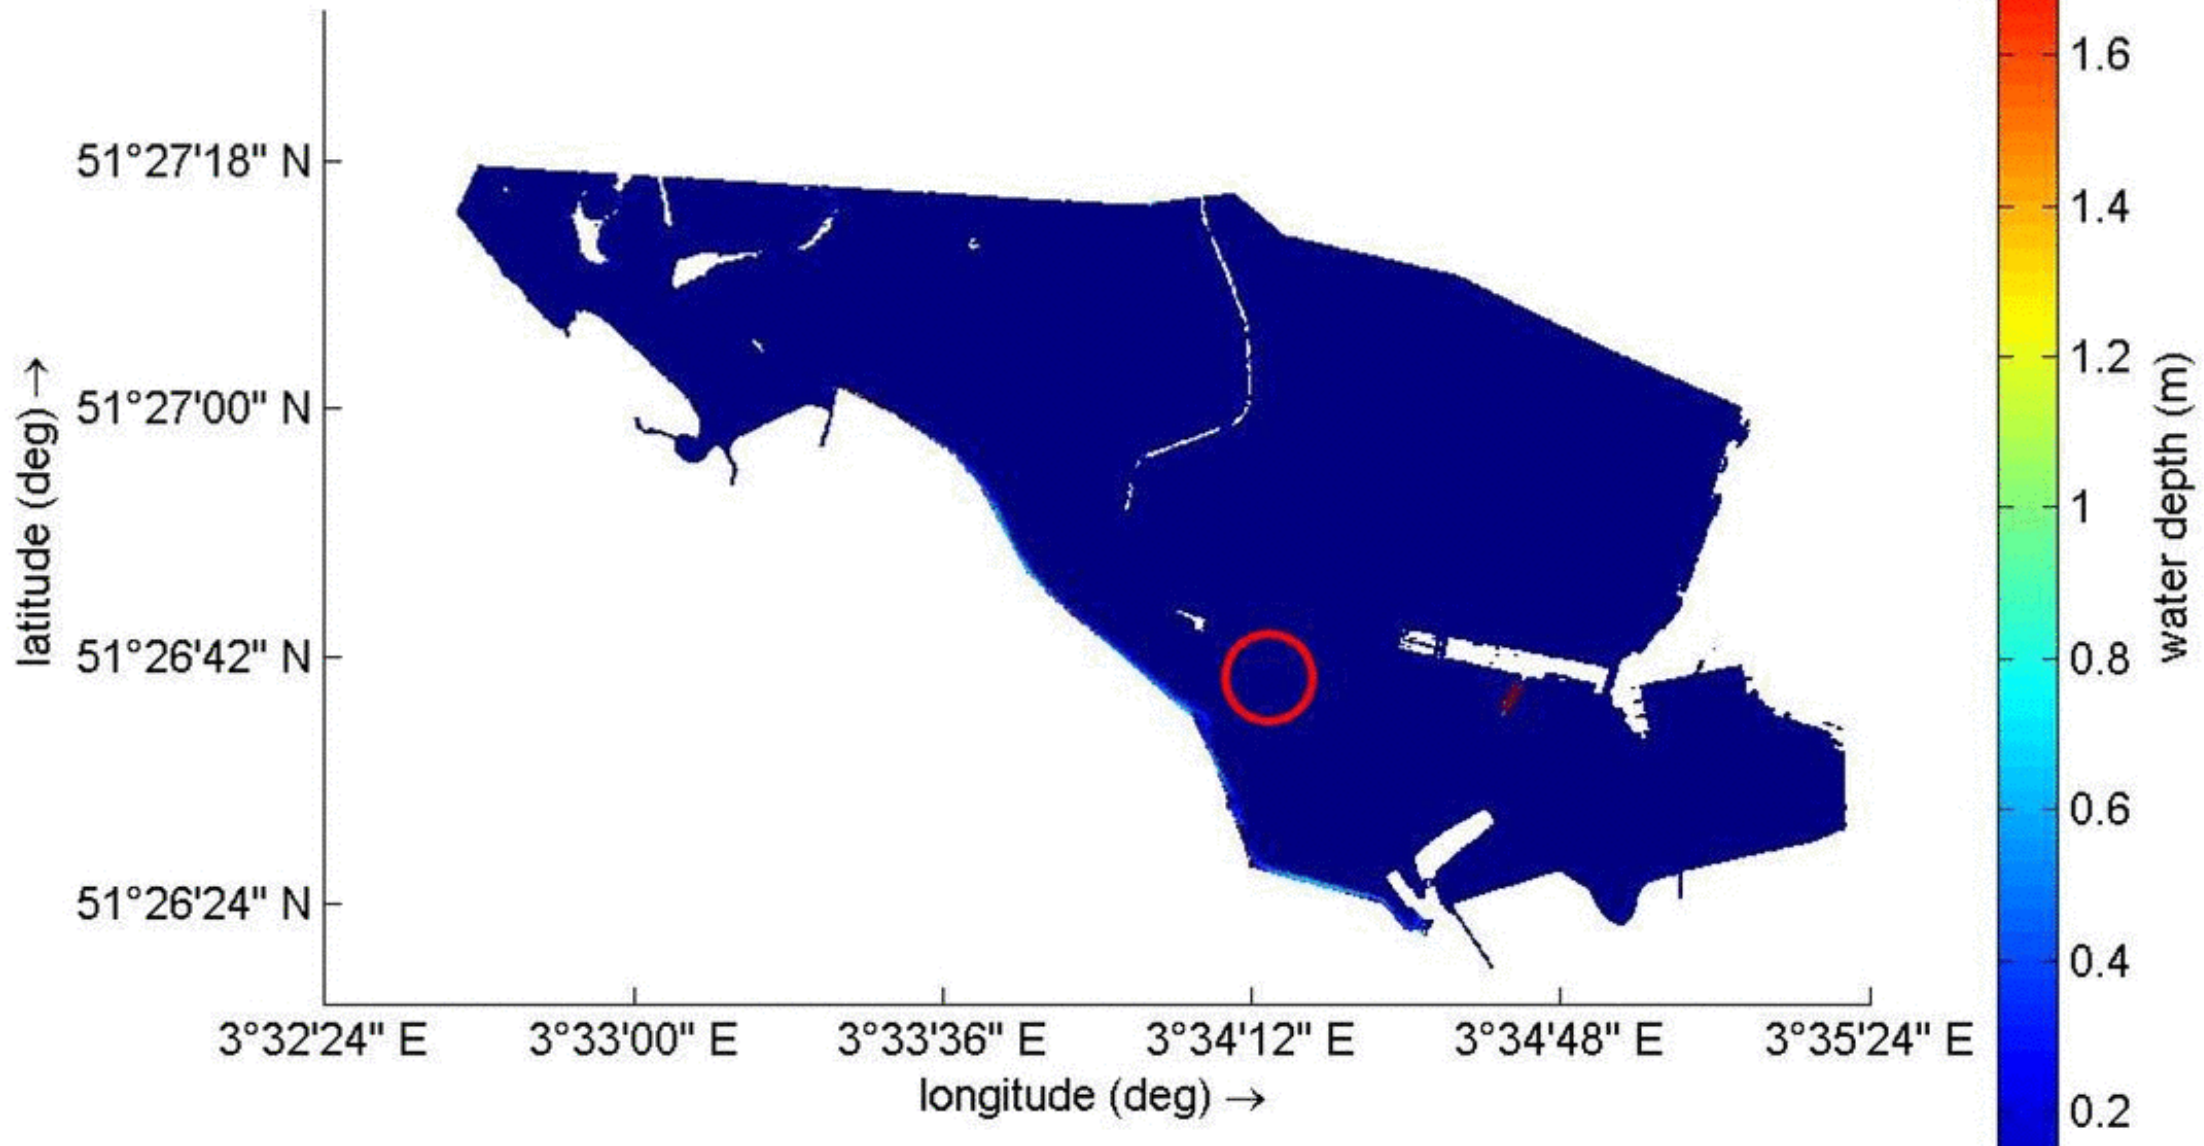 51°27'18" N
51°27'00" N
51°26'42" N
51°26'24" N
latitude (deg) →
3°32'24" E
3°33'00" E
3°33'36" E
3°34'12" E
3°34'48" E
3°35'24" E
longitude (deg) →
1.6
1.4
1.2
1
0.8
0.6
0.4
0.2
water depth (m)